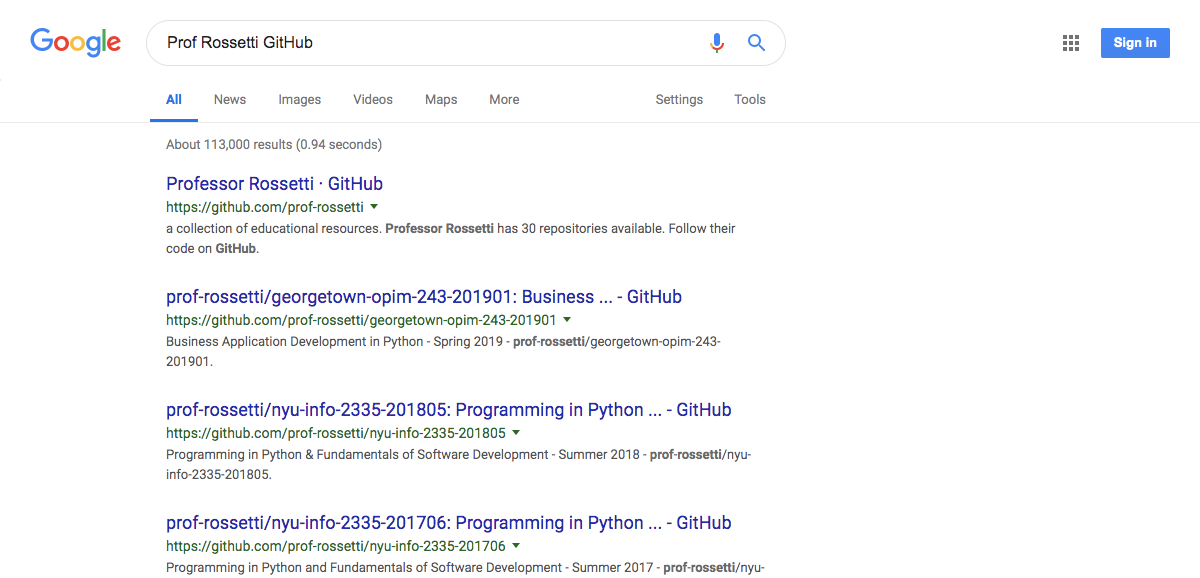 Google
Prof Rossetti GitHub
Sign in
All News Images Videos Maps More Settings Tools
About 113,000 results (0.94 seconds)
Professor Rossetti · GitHub
https://github.com/prof-rossetti
a collection of educational resources. Professor Rossetti has 30 repositories available. Follow their
code on GitHub.
prof-rossetti/georgetown-opim-243-201901: Business ... - GitHub
https://github.com/prof-rossetti/georgetown-opim-243-201901
Business Application Development in Python - Spring 2019 - prof-rossetti/georgetown-opim-243-
201901.
prof-rossetti/nyu-info-2335-201805: Programming in Python ... - GitHub
https://github.com/prof-rossetti/nyu-info-2335-201805
Programming in Python & Fundamentals of Software Development - Summer 2018 - prof-rossetti/nyu-
info-2335-201805.
prof-rossetti/nyu-info-2335-201706: Programming in Python ... - GitHub
https://github.com/prof-rossetti/nyu-info-2335-201706
Programming in Python and Fundamentals of Software Development - Summer 2017 - prof-rossetti/nyu-